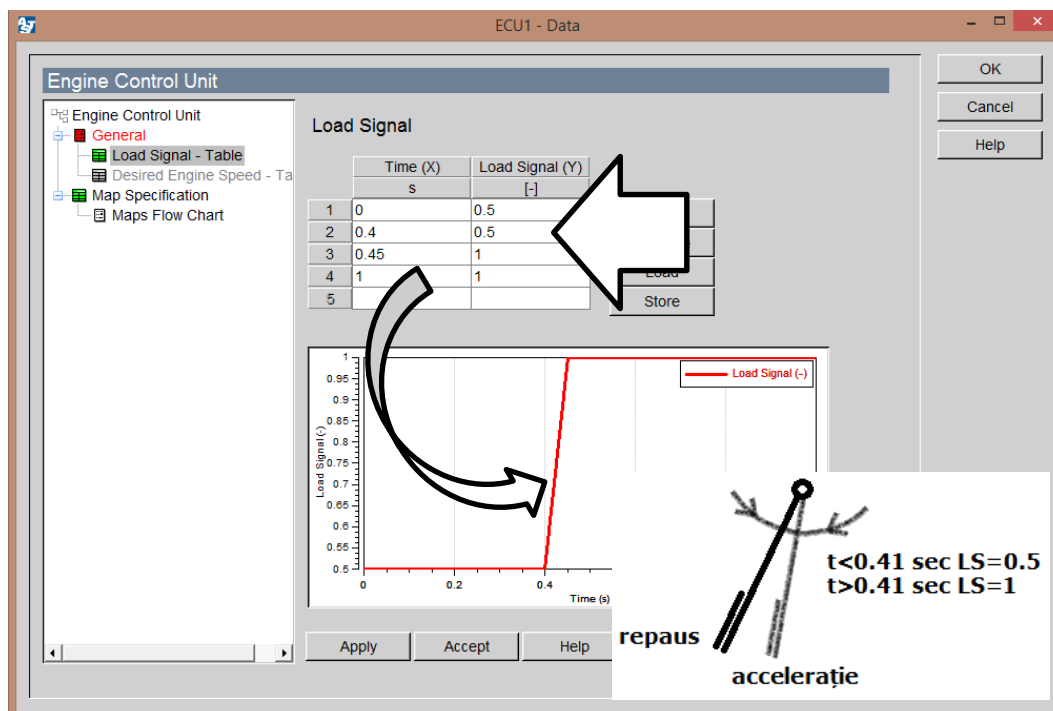 ECU1 - Data
OK
Cancel
Help
Engine Control Unit
Engine Control Unit
General
Load Signal - Table
Desired Engine Speed - Ta
Map Specification
Maps Flow Chart
Load Signal
Time (X) Load Signal (Y)
s [-]
1 0 0.5
2 0.4 0.5
3 0.45 1
4 1 1
5
Load
Store
Load Signal (-)
1
0.95
0.9
0.85
0.8
0.75
0.7
0.65
0.6
0.55
0.5
Load Signal (-)
0 0.2 0.4
Time (s)
t<0.41 sec LS=0.5
t>0.41 sec LS=1
repaus
accelerație
Apply Accept Help